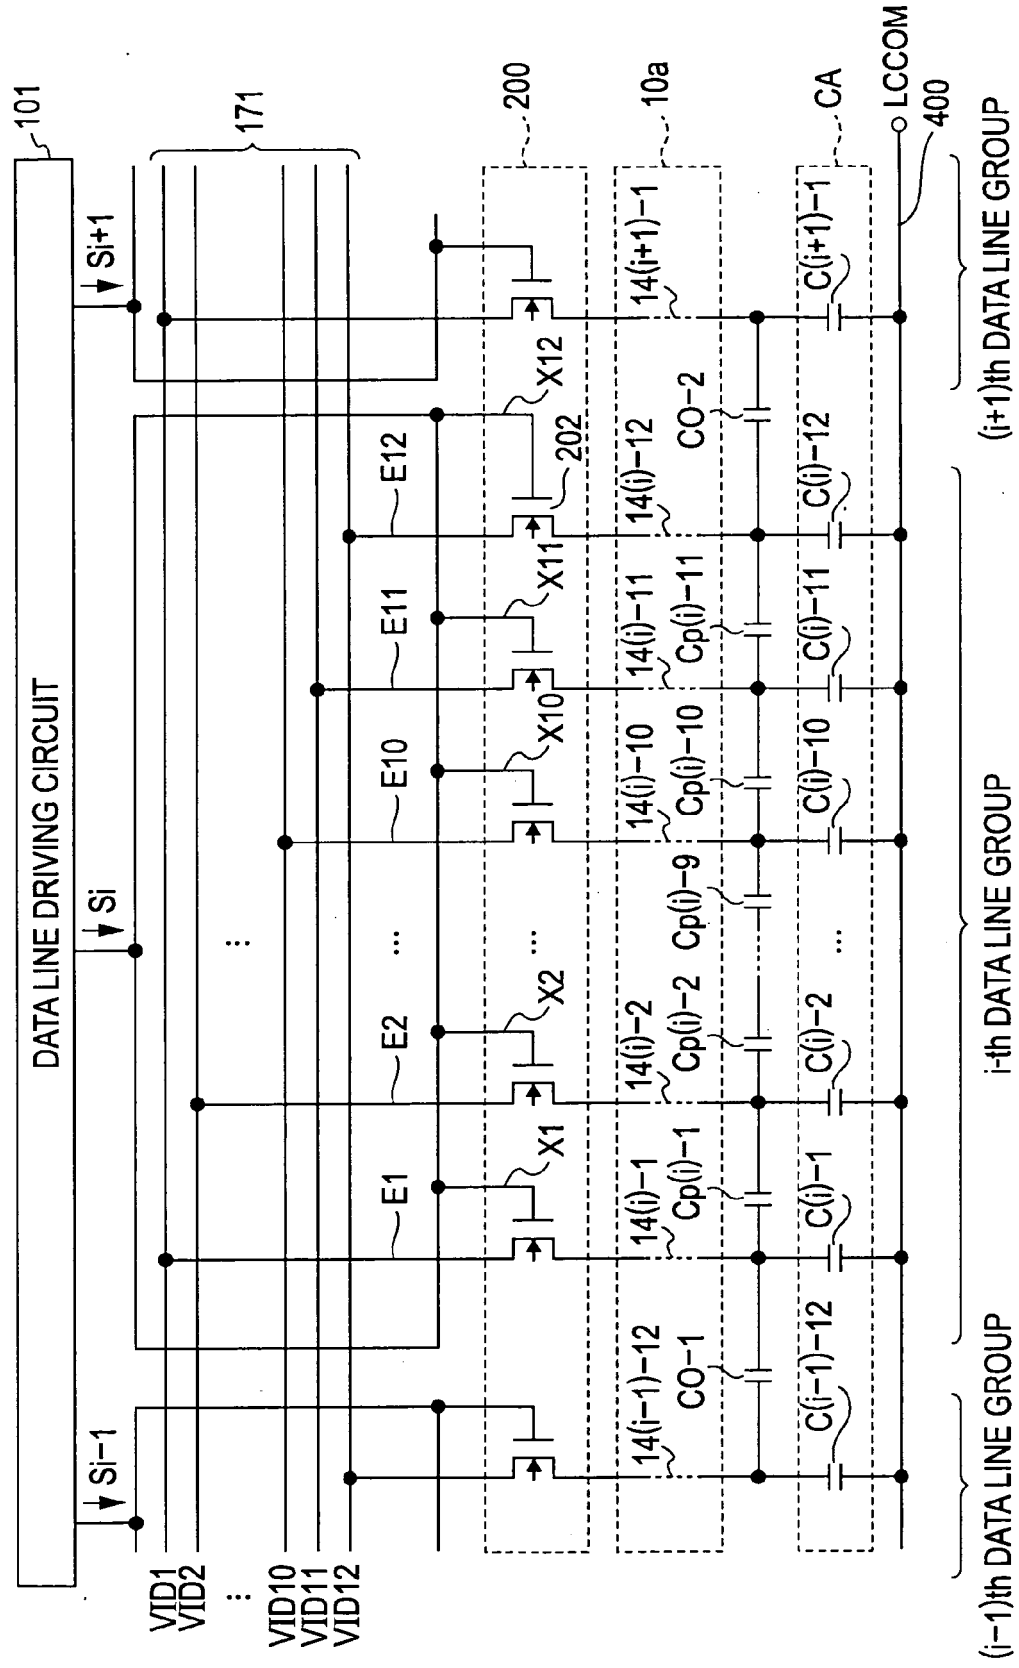 DATA LINE DRIVING CIRCUIT
101
Si−1
Si
Si+1
VID1
VID2
...
VID10
VID11
VID12
...
171
E1
E2
...
E10
E11
E12
X1
X2
...
X10
X11
X12
202
200
14(i−1)−12
14(i)−1
14(i)−2
14(i)−10
14(i)−11
14(i)−12
14(i+1)−1
10a
CO−1
Cp(i)−1
Cp(i)−2
Cp(i)−9
Cp(i)−10
Cp(i)−11
CO−2
C(i−1)−12
C(i)−1
C(i)−2
...
C(i)−10
C(i)−11
C(i)−12
C(i+1)−1
CA
LCCOM
400
(i−1)th DATA LINE GROUP
i-th DATA LINE GROUP
(i+1)th DATA LINE GROUP